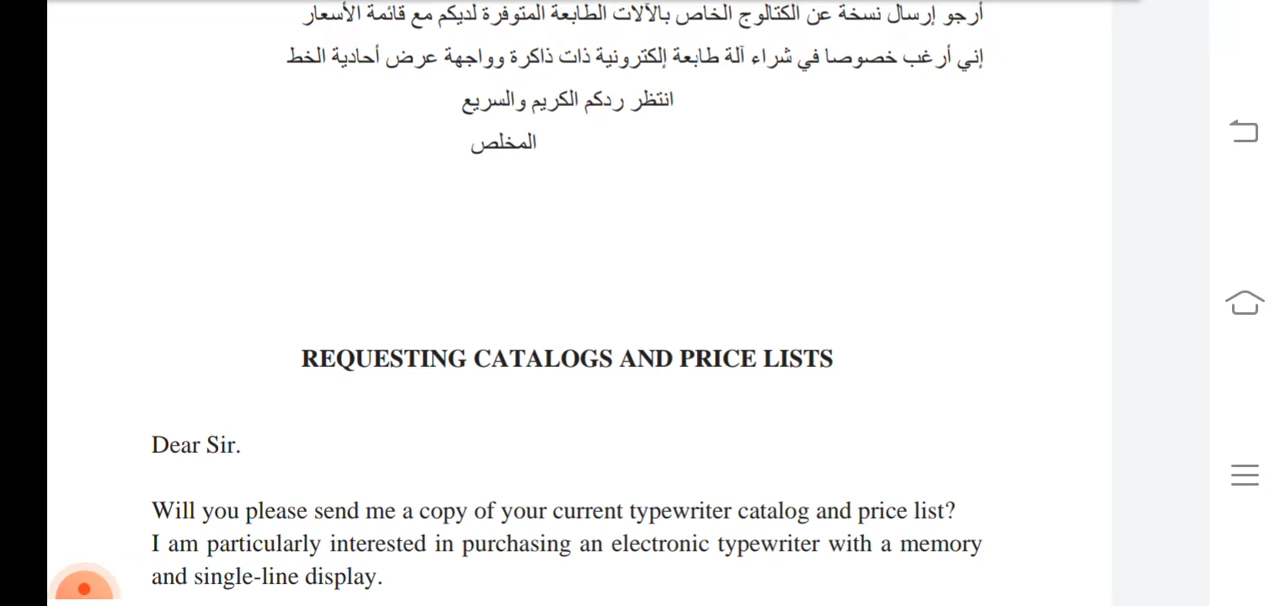 أرجو إرسال نسخة عن الكتالوج الخاص بالآلات الطابعة المتوفرة لديكم مع قائمة الأسعار
إني أرغب خصوصا في شراء آلة طابعة إلكترونية ذات ذاكرة وواجهة عرض أحادية الخط
انتظر ردكم الكريم والسريع
المخلص
REQUESTING CATALOGS AND PRICE LISTS
Dear Sir.
Will you please send me a copy of your current typewriter catalog and price list?
I am particularly interested in purchasing an electronic typewriter with a memory
and single-line display.